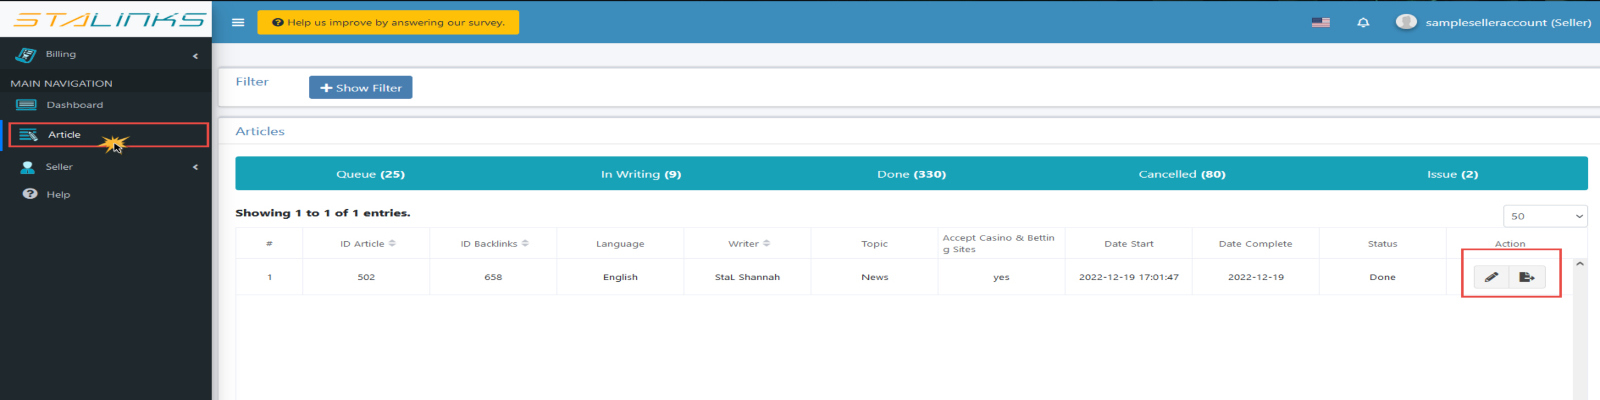 STALINKS
Help us improve by answering our survey.
sampleselleraccount (Seller)
Billing
MAIN NAVIGATION
Dashboard
Article
Seller
Help
Filter
Show Filter
Articles
Queue (25) In Writing (9) Done (330) Cancelled (80) Issue (2)
Showing 1 to 1 of 1 entries.
50
# ID Article ID Backlinks Language Writer Topic Accept Casino & Bettin Date Start Date Complete Status Action
g Sites
1 502 658 English StaL Shannah News yes 2022-12-19 17:01:47 2022-12-19 Done